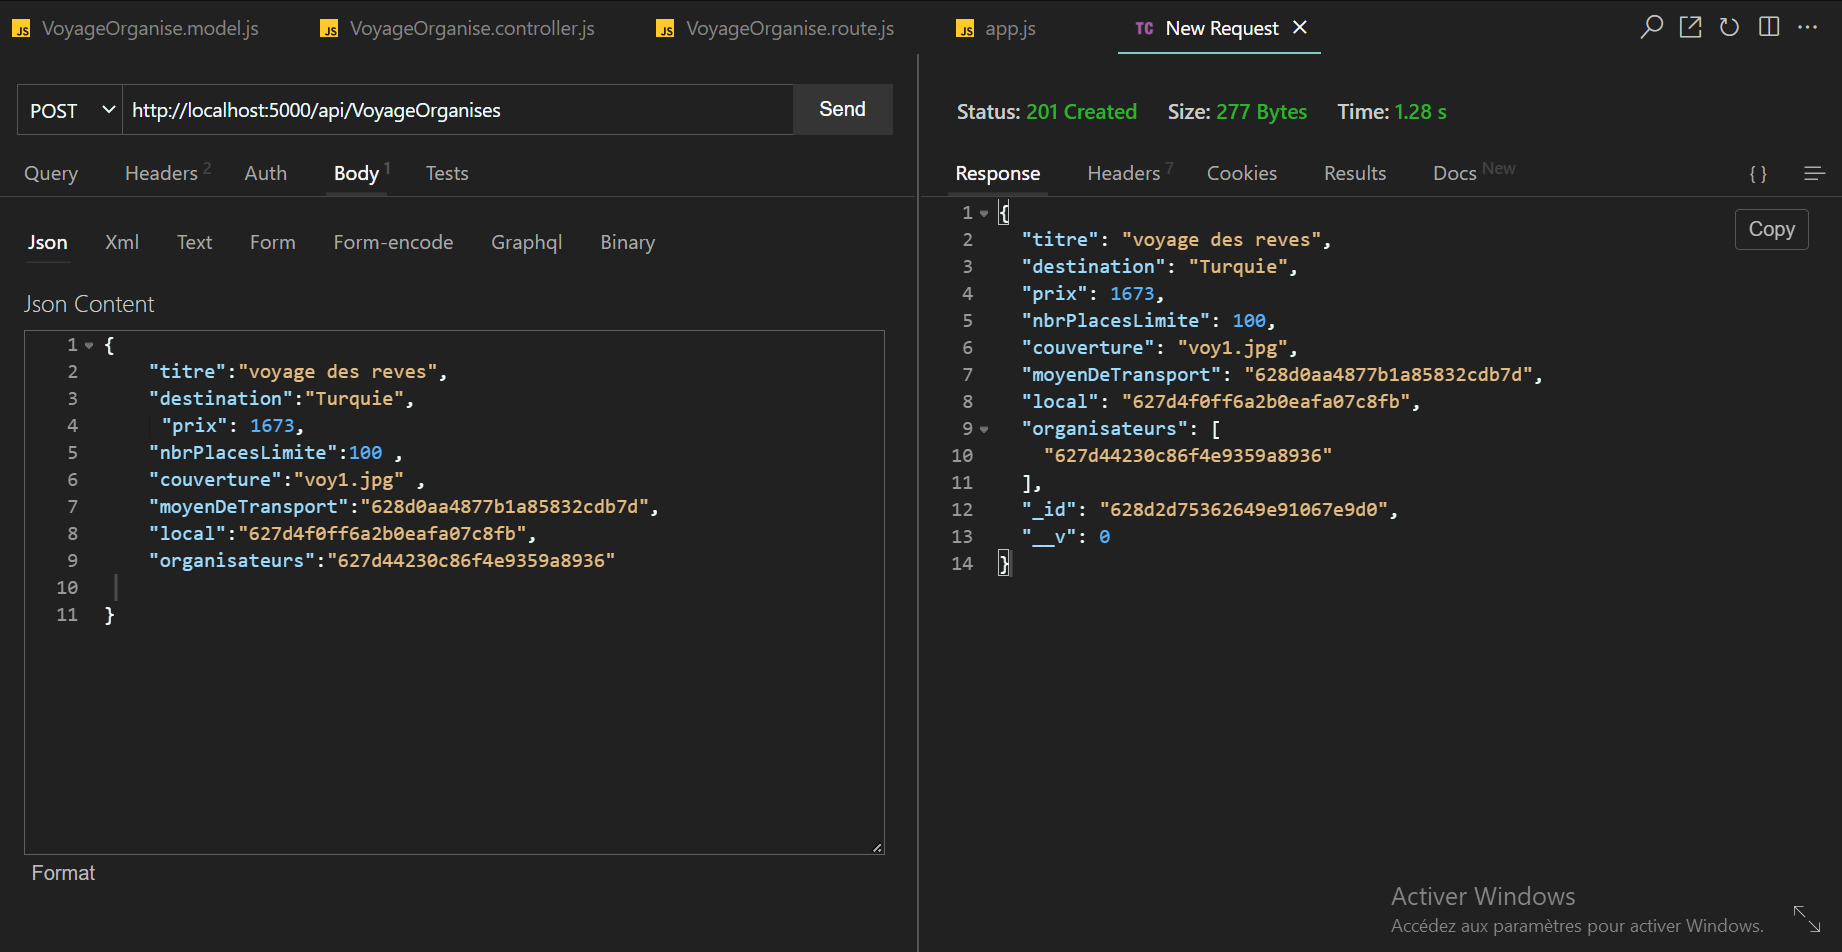 JS VoyageOrganise.model.js JS VoyageOrganise.controller.js JS VoyageOrganise.route.js JS app.js TC New Request
POST http://localhost:5000/api/VoyageOrganises Send
Query Headers 2 Auth Body 1 Tests
Json Xml Text Form Form-encode Graphql Binary
Json Content
1 {
2 "titre":"voyage des reves",
3 "destination":"Turquie",
4 "prix": 1673,
5 "nbrPlacesLimite":100 ,
6 "couverture":"voy1.jpg" ,
7 "moyenDeTransport":"628d0aa4877b1a85832cdb7d",
8 "local":"627d4f0ff6a2b0eafa07c8fb",
9 "organisateurs":"627d44230c86f4e9359a8936"
10
11 }
Format
Status: 201 Created Size: 277 Bytes Time: 1.28 s
Response Headers 7 Cookies Results Docs New { }
Copy
1 {
2 "titre": "voyage des reves",
3 "destination": "Turquie",
4 "prix": 1673,
5 "nbrPlacesLimite": 100,
6 "couverture": "voy1.jpg",
7 "moyenDeTransport": "628d0aa4877b1a85832cdb7d",
8 "local": "627d4f0ff6a2b0eafa07c8fb",
9 "organisateurs": [
10 "627d44230c86f4e9359a8936"
11 ],
12 "_id": "628d2d75362649e91067e9d0",
13 "__v": 0
14 }
Activer Windows
Accédez aux paramètres pour activer Windows.